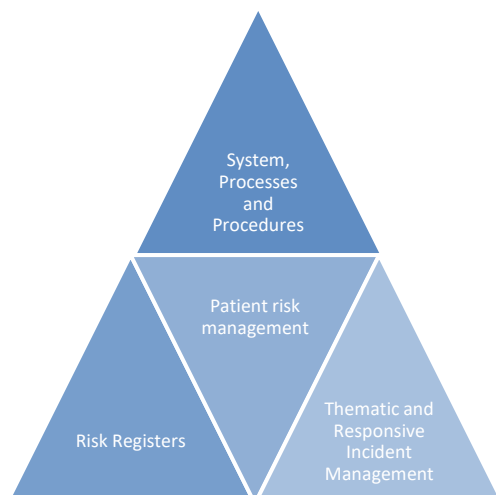 System,
Processes
and
Procedures
Patient risk
management
Risk Registers
Thematic and
Responsive
Incident
Management